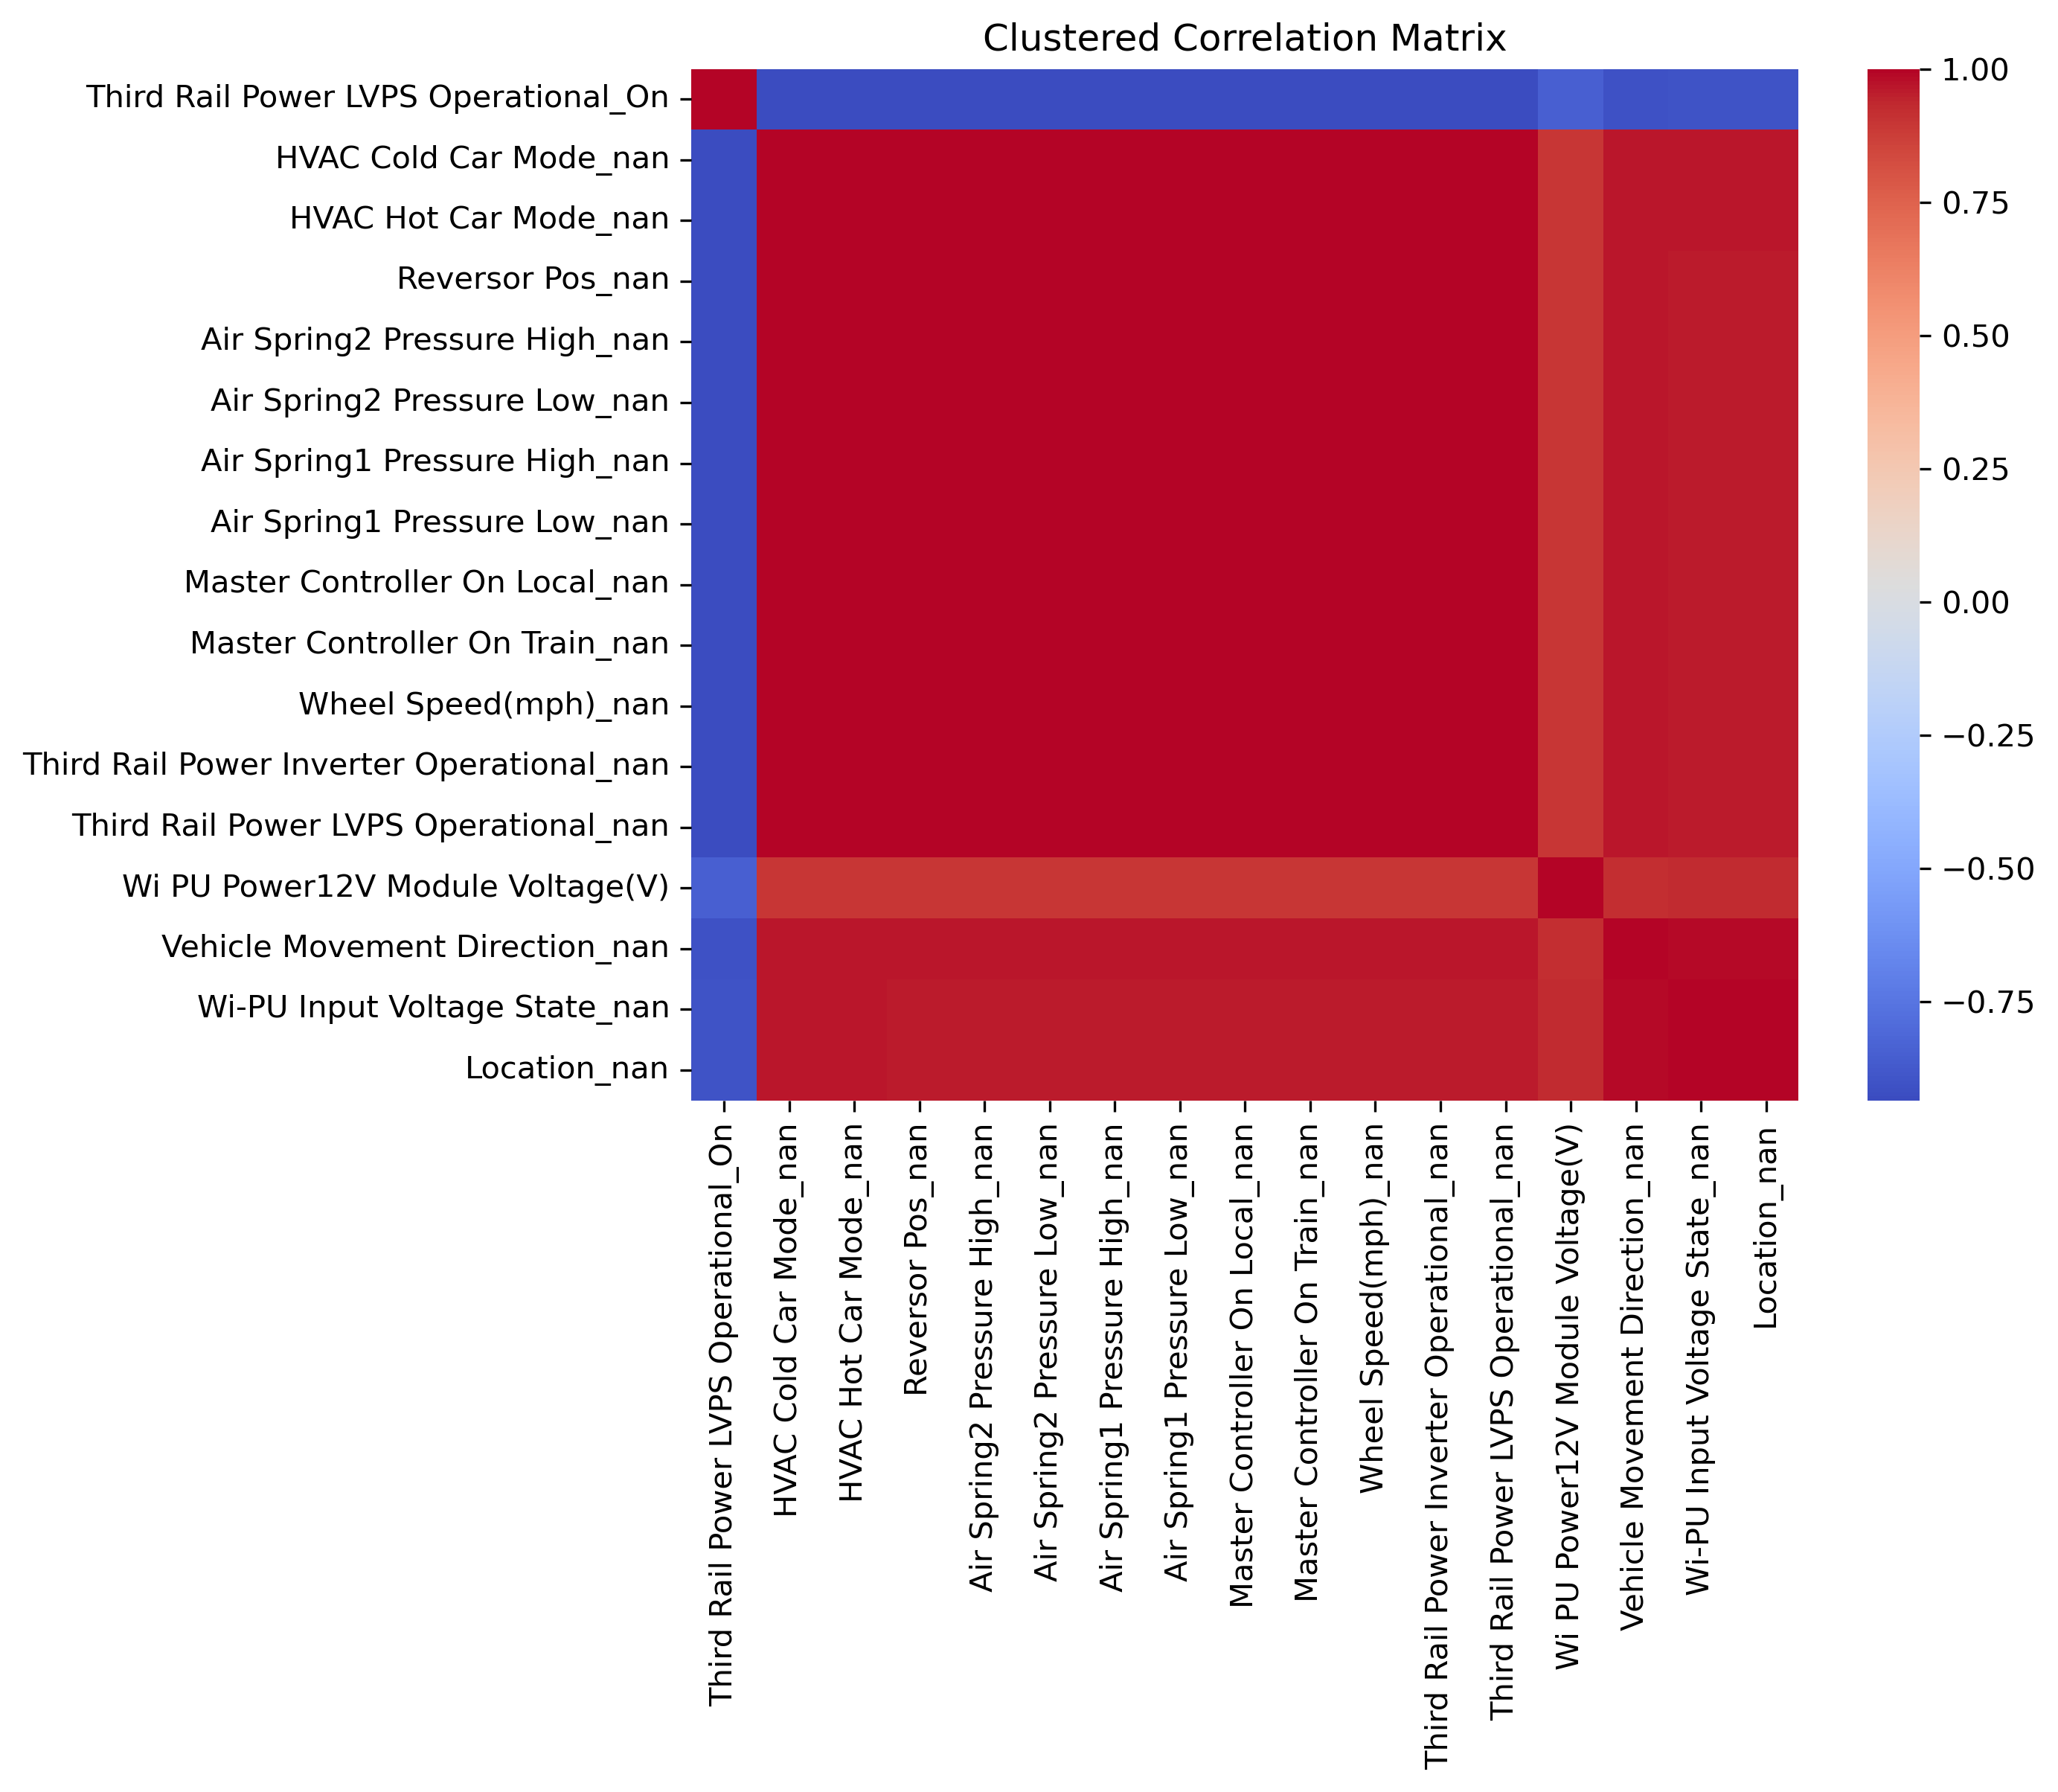 Clustered Correlation Matrix
Third Rail Power LVPS Operational_On
HVAC Cold Car Mode_nan
HVAC Hot Car Mode_nan
Reversor Pos_nan
Air Spring2 Pressure High_nan
Air Spring2 Pressure Low_nan
Air Spring1 Pressure High_nan
Air Spring1 Pressure Low_nan
Master Controller On Local_nan
Master Controller On Train_nan
Wheel Speed(mph)_nan
Third Rail Power Inverter Operational_nan
Third Rail Power LVPS Operational_nan
Wi PU Power12V Module Voltage(V)
Vehicle Movement Direction_nan
Wi-PU Input Voltage State_nan
Location_nan
Third Rail Power LVPS Operational_On
HVAC Cold Car Mode_nan
HVAC Hot Car Mode_nan
Reversor Pos_nan
Air Spring2 Pressure High_nan
Air Spring2 Pressure Low_nan
Air Spring1 Pressure High_nan
Air Spring1 Pressure Low_nan
Master Controller On Local_nan
Master Controller On Train_nan
Wheel Speed(mph)_nan
Third Rail Power Inverter Operational_nan
Third Rail Power LVPS Operational_nan
Wi PU Power12V Module Voltage(V)
Vehicle Movement Direction_nan
Wi-PU Input Voltage State_nan
Location_nan
1.00
0.75
0.50
0.25
0.00
−0.25
−0.50
−0.75